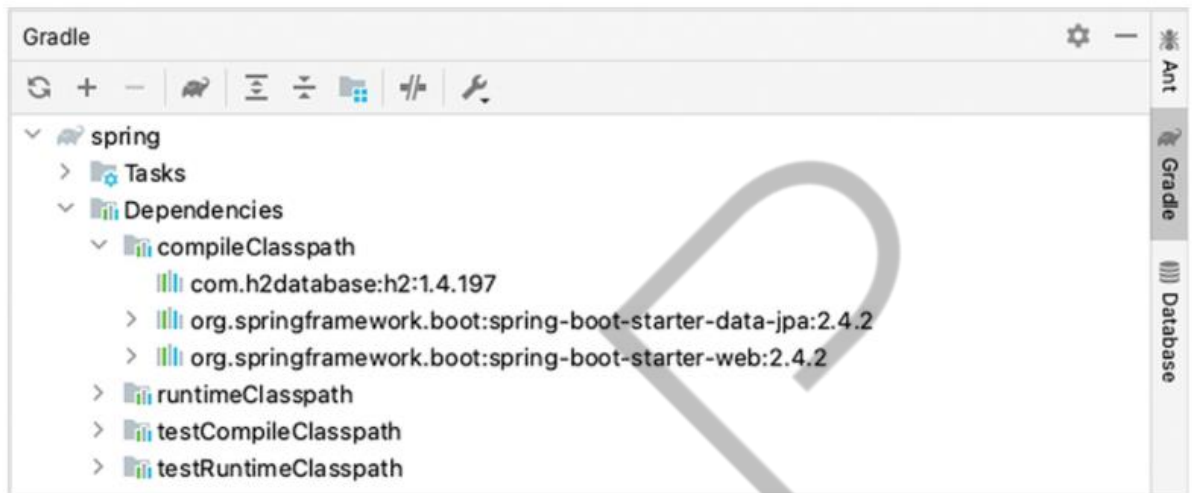 Gradle
spring
Tasks
Dependencies
compileClasspath
com.h2database:h2:1.4.197
org.springframework.boot:spring-boot-starter-data-jpa:2.4.2
org.springframework.boot:spring-boot-starter-web:2.4.2
runtimeClasspath
testCompileClasspath
testRuntimeClasspath
Ant
Gradle
Database